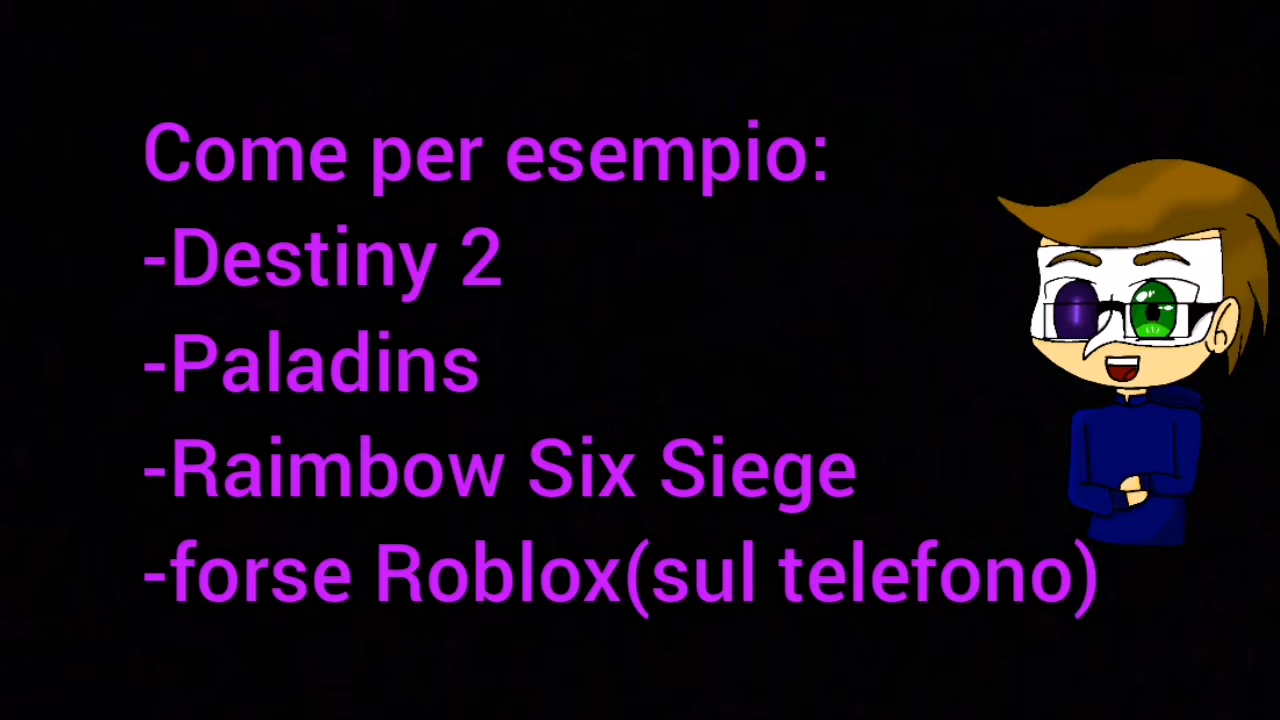 Come per esempio:
-Destiny 2
-Paladins
-Raimbow Six Siege
-forse Roblox(sul telefono)